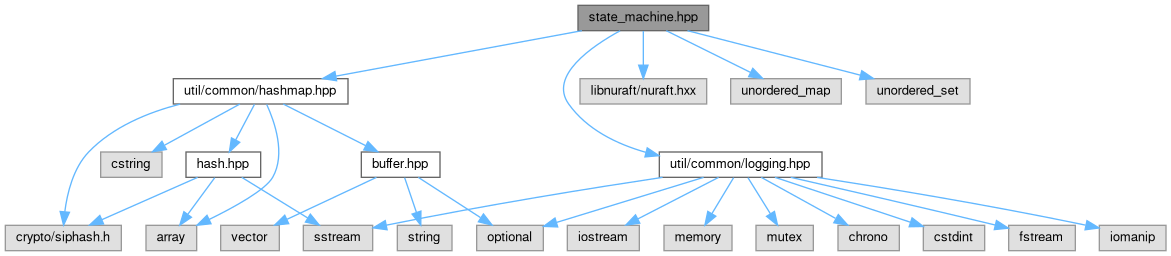 state_machine.hpp
util/common/hashmap.hpp
libnuraft/nuraft.hxx
unordered_map
unordered_set
cstring
hash.hpp
buffer.hpp
util/common/logging.hpp
crypto/siphash.h
array
vector
sstream
string
optional
iostream
memory
mutex
chrono
cstdint
fstream
iomanip